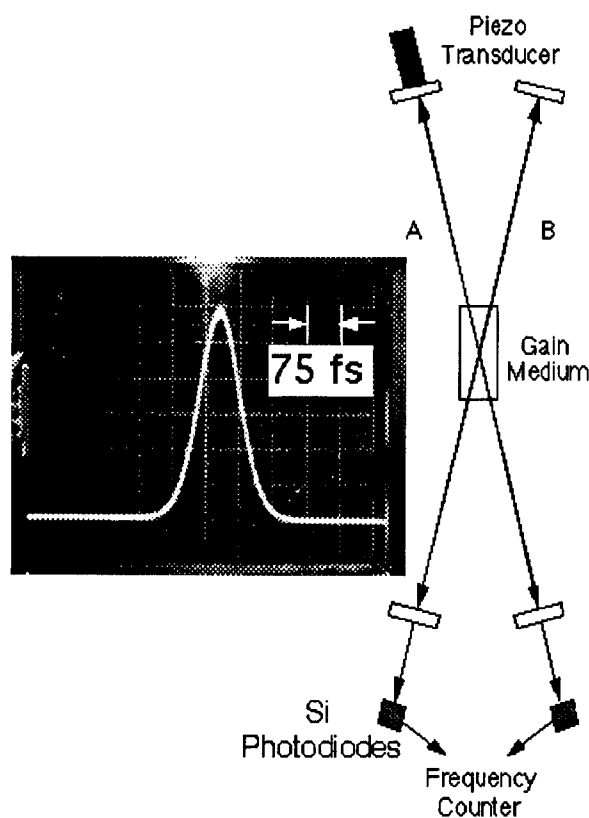 Piezo
Transducer
A
B
75 fs
Gain
Medium
Si
Photodiodes
Frequency
Counter